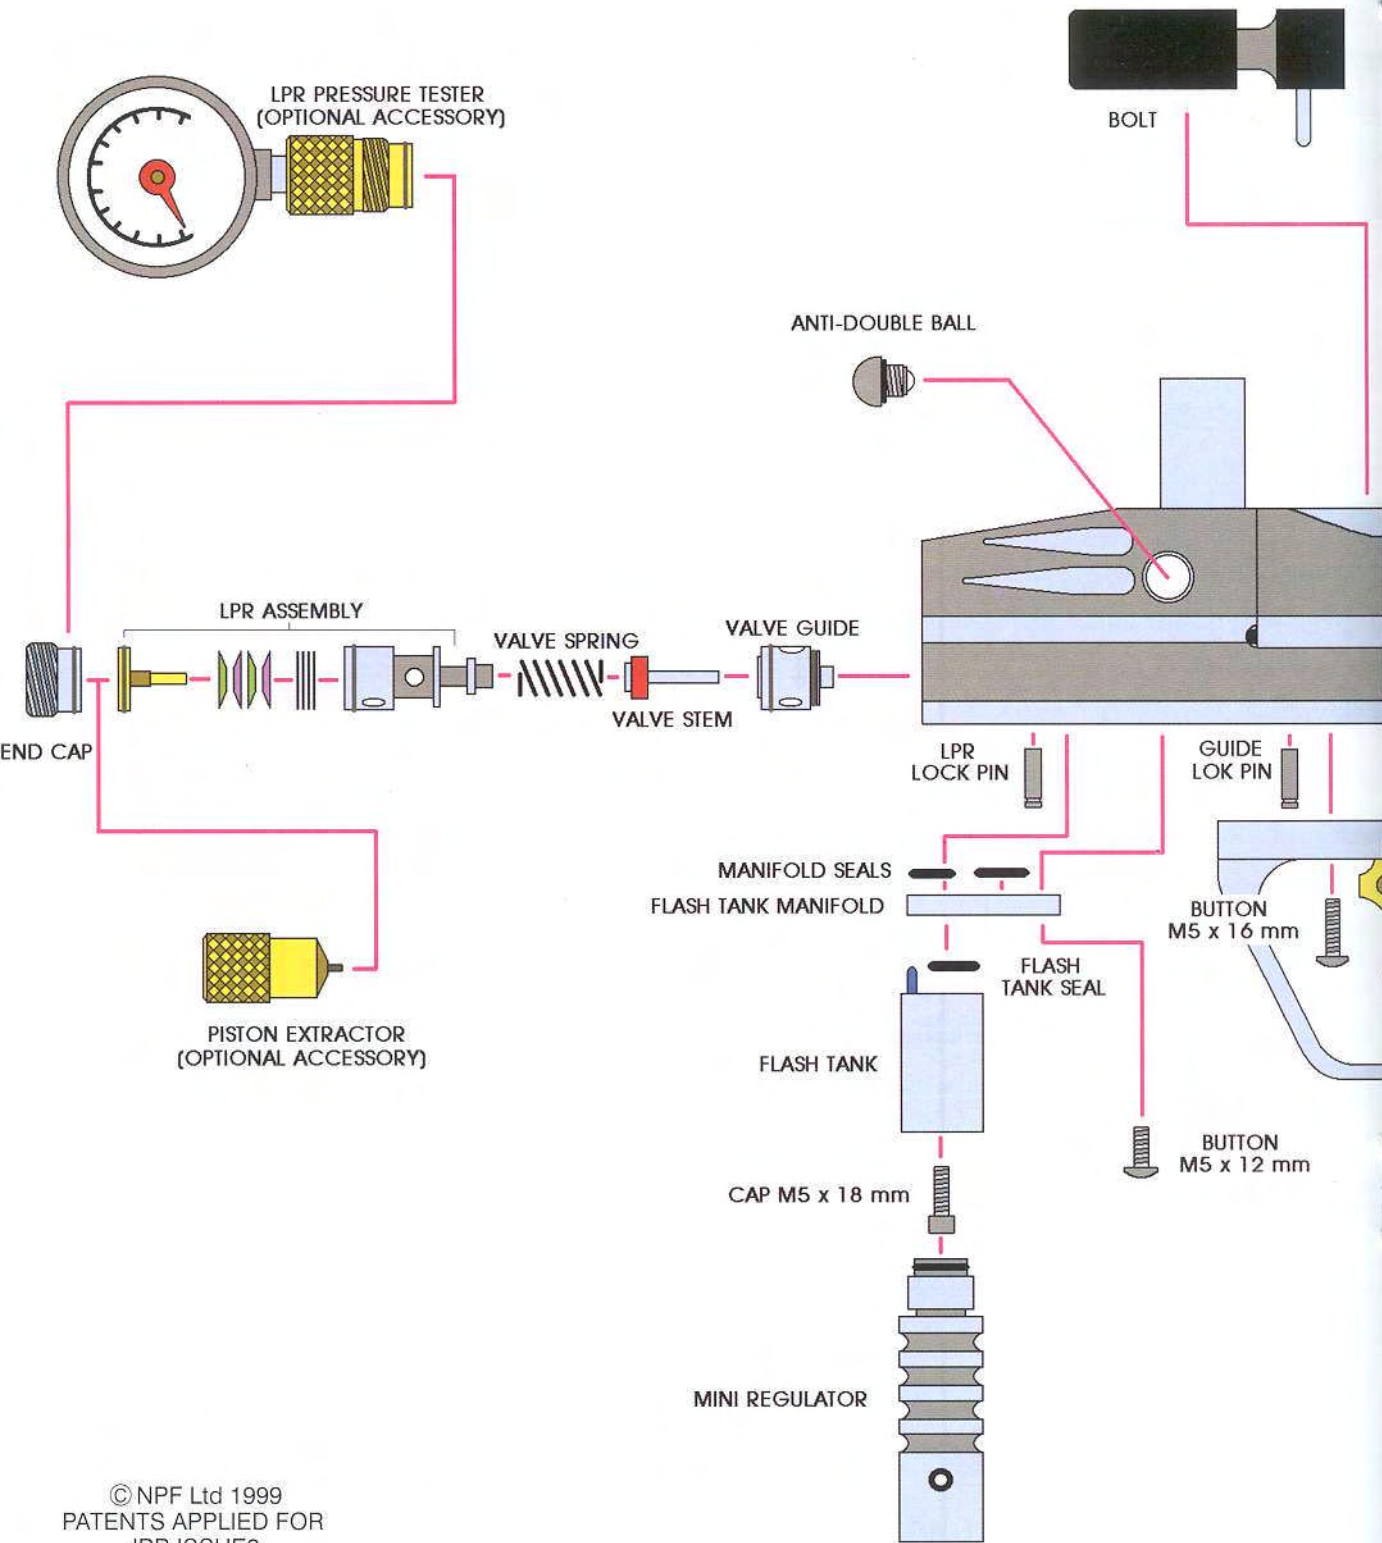 LPR PRESSURE TESTER
(OPTIONAL ACCESSORY)
BOLT
ANTI-DOUBLE BALL
LPR ASSEMBLY
VALVE SPRING
VALVE GUIDE
VALVE STEM
END CAP
LPR
LOCK PIN
GUIDE
LOK PIN
MANIFOLD SEALS
FLASH TANK MANIFOLD
BUTTON
M5 x 16 mm
FLASH
TANK SEAL
PISTON EXTRACTOR
(OPTIONAL ACCESSORY)
FLASH TANK
BUTTON
M5 x 12 mm
CAP M5 x 18 mm
MINI REGULATOR
© NPF Ltd 1999
PATENTS APPLIED FOR